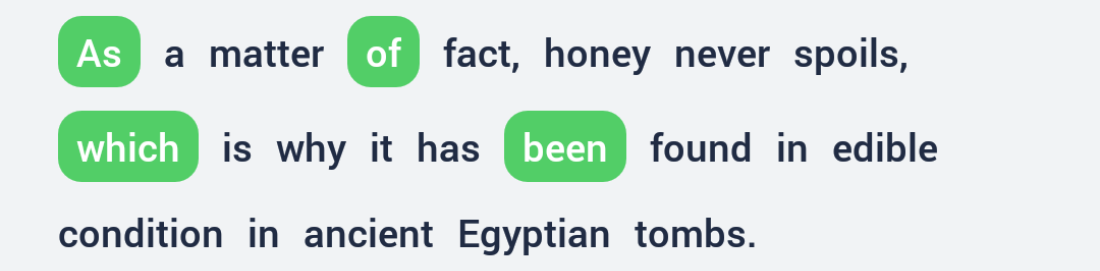 As a matter of fact, honey never spoils,
which is why it has been found in edible
condition in ancient Egyptian tombs.